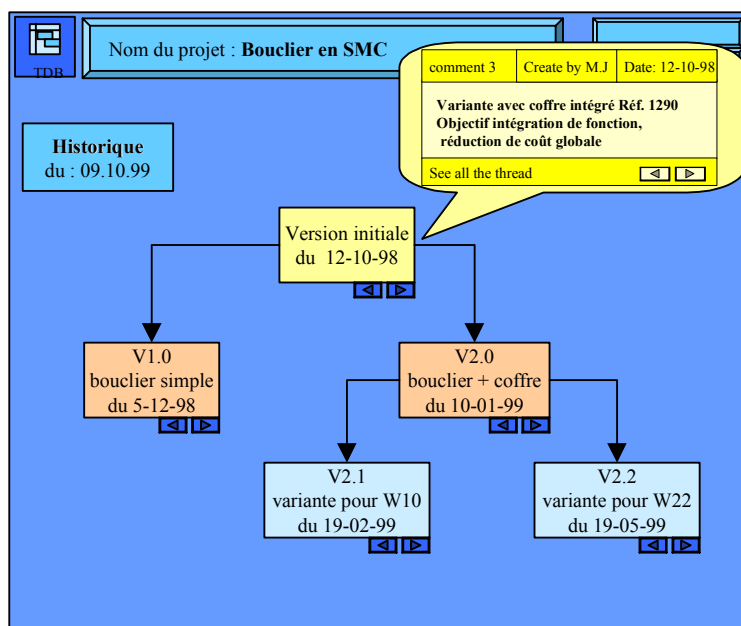 TDB
Nom du projet : Bouclier en SMC
comment 3
Create by M.J
Date: 12-10-98
Variante avec coffre intégré Réf. 1290
Objectif intégration de fonction,
réduction de coût globale
See all the thread
Historique
du : 09.10.99
Version initiale
du 12-10-98
V1.0
bouclier simple
du 5-12-98
V2.0
bouclier + coffre
du 10-01-99
V2.1
variante pour W10
du 19-02-99
V2.2
variante pour W22
du 19-05-99